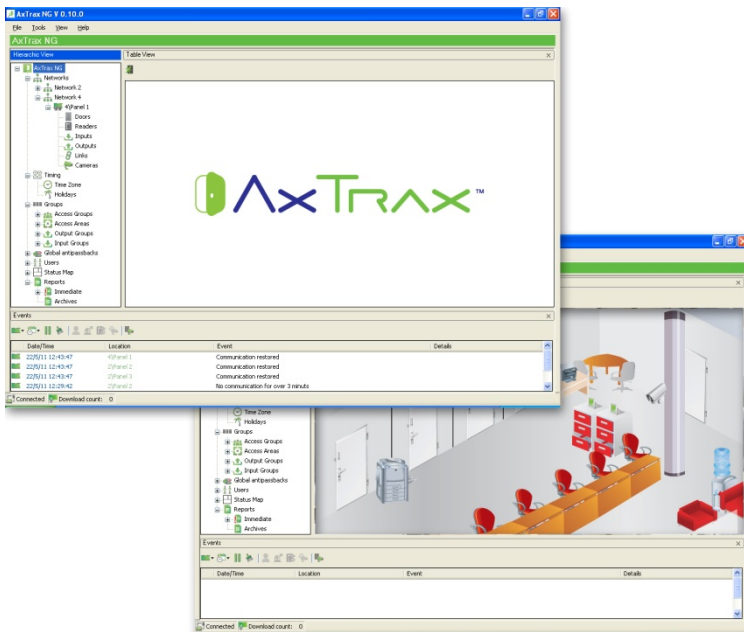 AxTrax NG V 0.10.0
File Tools View Help
AxTrax NG
Hierarchic View Table View
AxTrax NG
Networks
Network 2
Network 4
4\Panel 1
Doors
Readers
Inputs
Outputs
Links
Cameras
Timing
Time Zone
Holidays
Groups
Access Groups
Access Areas
Output Groups
Input Groups
Global antipassbacks
Users
Status Map
Reports
Immediate
Archives
AxTrax™
Events
Date/Time Location Event Details
22/5/11 12:43:47 4\Panel 1 Communication restored
22/5/11 12:43:47 2\Panel 2 Communication restored
22/5/11 12:43:47 2\Panel 3 Communication restored
22/5/11 12:29:42 2\Panel 2 No communication for over 3 minuts
Connected Download count: 0
Time Zone
Holidays
Groups
Access Groups
Access Areas
Output Groups
Input Groups
Global antipassbacks
Users
Status Map
Reports
Immediate
Archives
Events
Date/Time Location Event Details
Connected Download count: 0